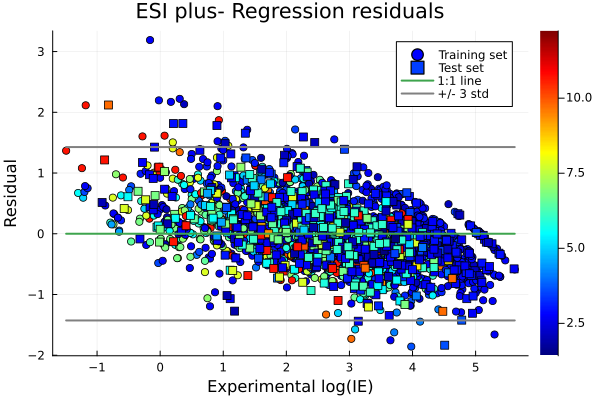 ESI plus- Regression residuals
Residual
3
2
1
0
−1
−2
Training set
Test set
1:1 line
+/- 3 std
10.0
7.5
5.0
2.5
−1
0
1
2
3
4
5
Experimental log(IE)